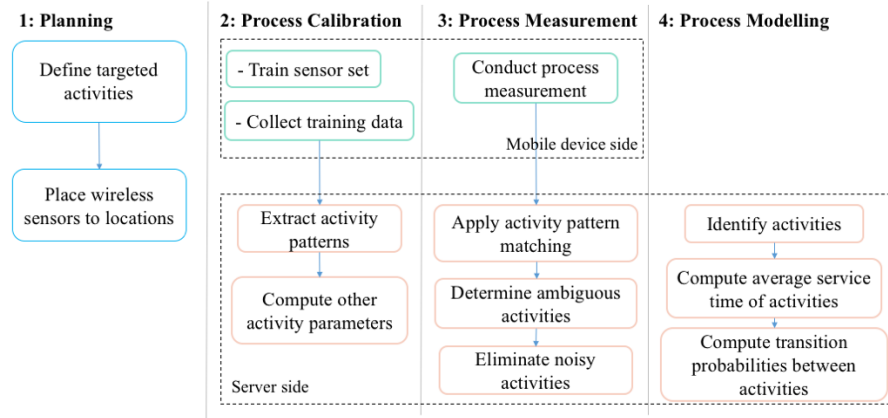 1: Planning
2: Process Calibration
3: Process Measurement
4: Process Modelling
Define targeted
activities
Place wireless
sensors to locations
- Train sensor set
- Collect training data
Conduct process
measurement
Mobile device side
Extract activity
patterns
Compute other
activity parameters
Apply activity pattern
matching
Determine ambiguous
activities
Eliminate noisy
activities
Identify activities
Compute average service
time of activities
Compute transition
probabilities between
activities
Server side